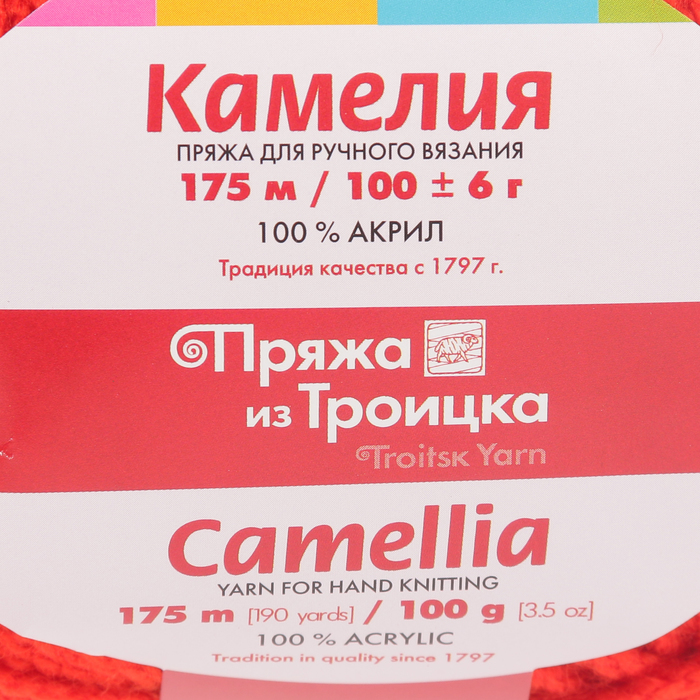 Камелия
ПРЯЖА ДЛЯ РУЧНОГО ВЯЗАНИЯ
175 м / 100 ± 6 г
100 % АКРИЛ
Традиция качества с 1797 г.
Пряжа
из Троицка
Troitsk Yarn
Camellia
YARN FOR HAND KNITTING
175 m [190 yards] / 100 g [3.5 oz]
100 % ACRYLIC
Tradition in quality since 1797